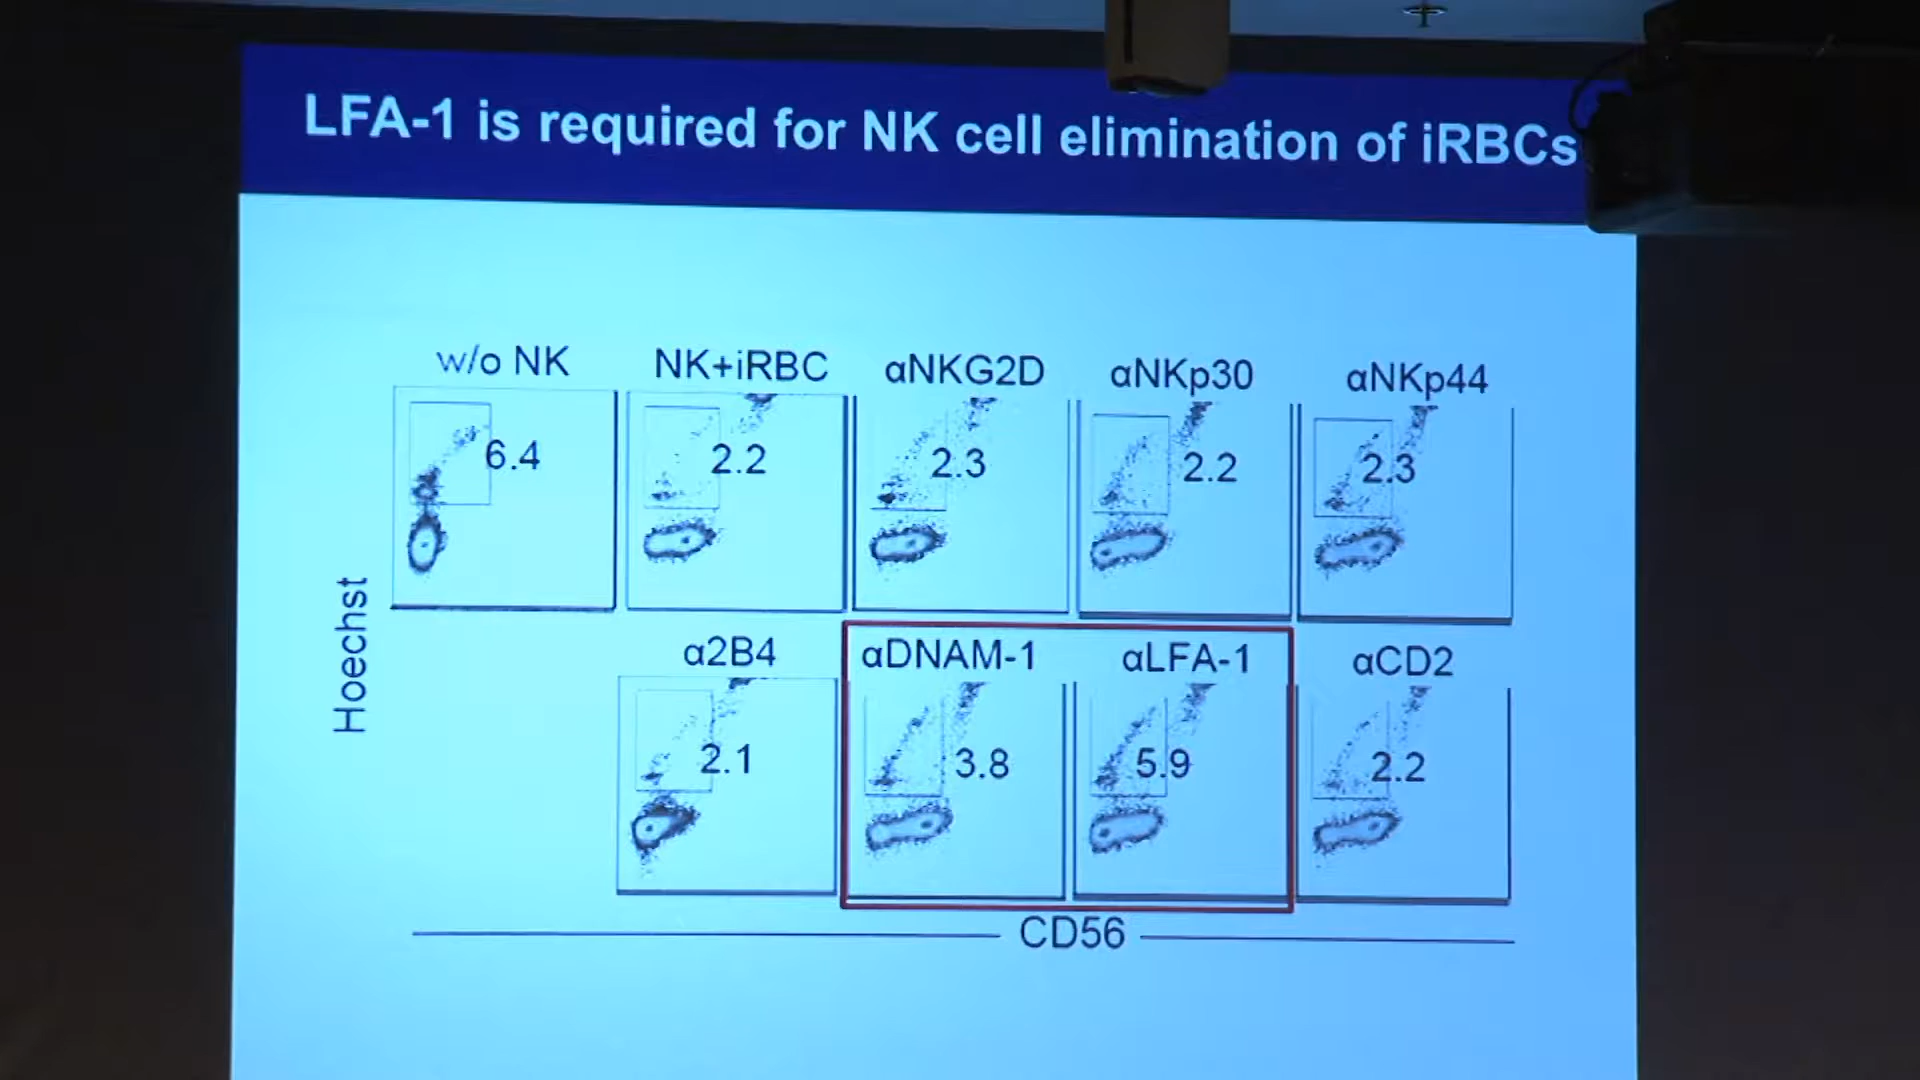 LFA-1 is required for NK cell elimination of iRBCs
w/o NK
NK+iRBC
αNKG2D
αNKp30
αNKp44
6.4
2.2
2.3
2.2
2.3
Hoechst
α2B4
αDNAM-1
αLFA-1
αCD2
2.1
3.8
5.9
2.2
CD56